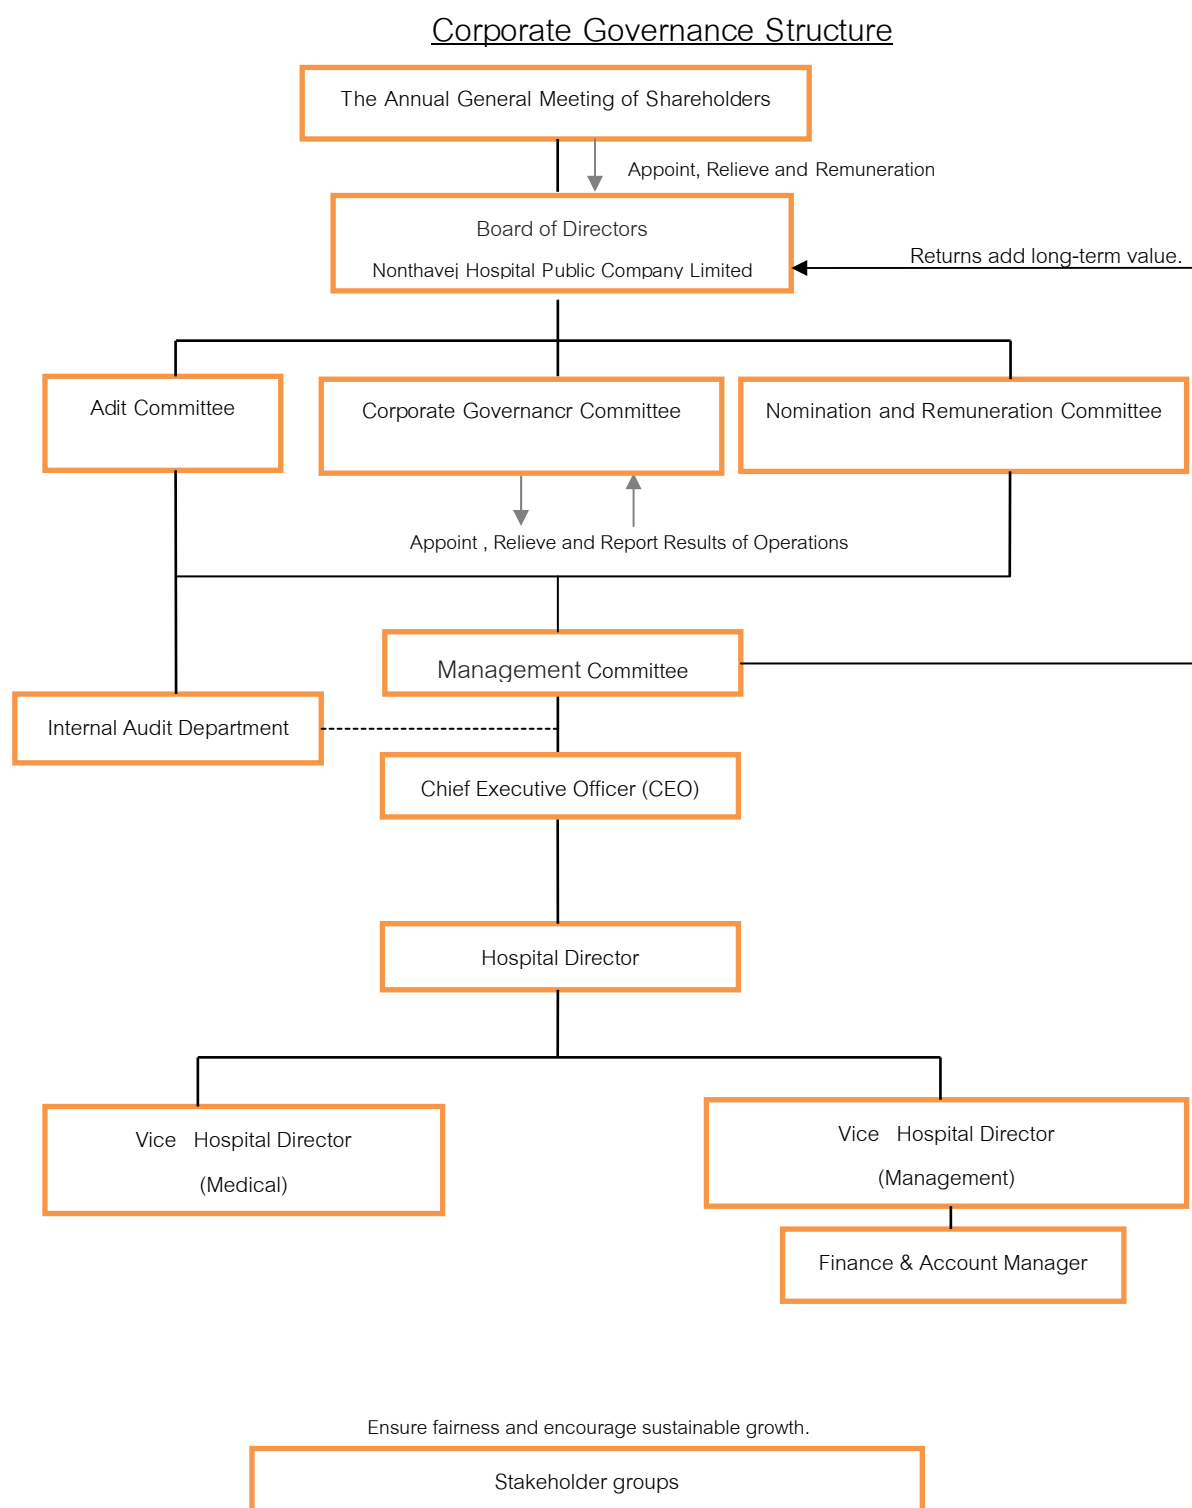 Corporate Governance Structure
The Annual General Meeting of Shareholders
Appoint, Relieve and Remuneration
Board of Directors
Nonthavej Hospital Public Company Limited
Returns add long-term value.
Adit Committee
Corporate Governancr Committee
Nomination and Remuneration Committee
Appoint , Relieve and Report Results of Operations
Management Committee
Internal Audit Department
Chief Executive Officer (CEO)
Hospital Director
Vice Hospital Director
(Medical)
Vice Hospital Director
(Management)
Finance & Account Manager
Ensure fairness and encourage sustainable growth.
Stakeholder groups